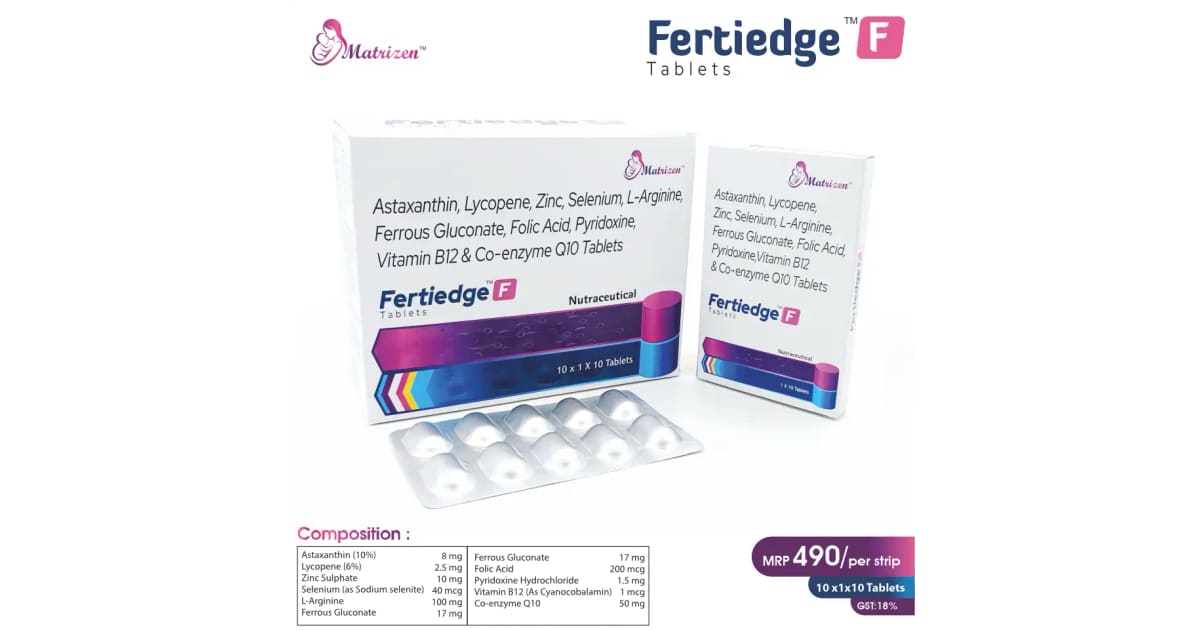 Matrizen™
Fertiedge™ F
Tablets
Matrizen™
Astaxanthin, Lycopene, Zinc, Selenium, L-Arginine,
Ferrous Gluconate, Folic Acid, Pyridoxine,
Vitamin B12 & Co-enzyme Q10 Tablets
Fertiedge™ F
Tablets
Nutraceutical
10 x 1 X 10 Tablets
Matrizen™
Astaxanthin, Lycopene,
Zinc, Selenium, L-Arginine,
Ferrous Gluconate, Folic Acid,
Pyridoxine,Vitamin B12
& Co-enzyme Q10 Tablets
Fertiedge™ F
Tablets
Nutraceutical
1 X 10 Tablets
Composition :
Astaxanthin (10%) 8 mg
Lycopene (6%) 2.5 mg
Zinc Sulphate 10 mg
Selenium (as Sodium selenite) 40 mcg
L-Arginine 100 mg
Ferrous Gluconate 17 mg
Ferrous Gluconate 17 mg
Folic Acid 200 mcg
Pyridoxine Hydrochloride 1.5 mg
Vitamin B12 (As Cyanocobalamin) 1 mcg
Co-enzyme Q10 50 mg
MRP 490/per strip
10 x1x10 Tablets
GST:18%